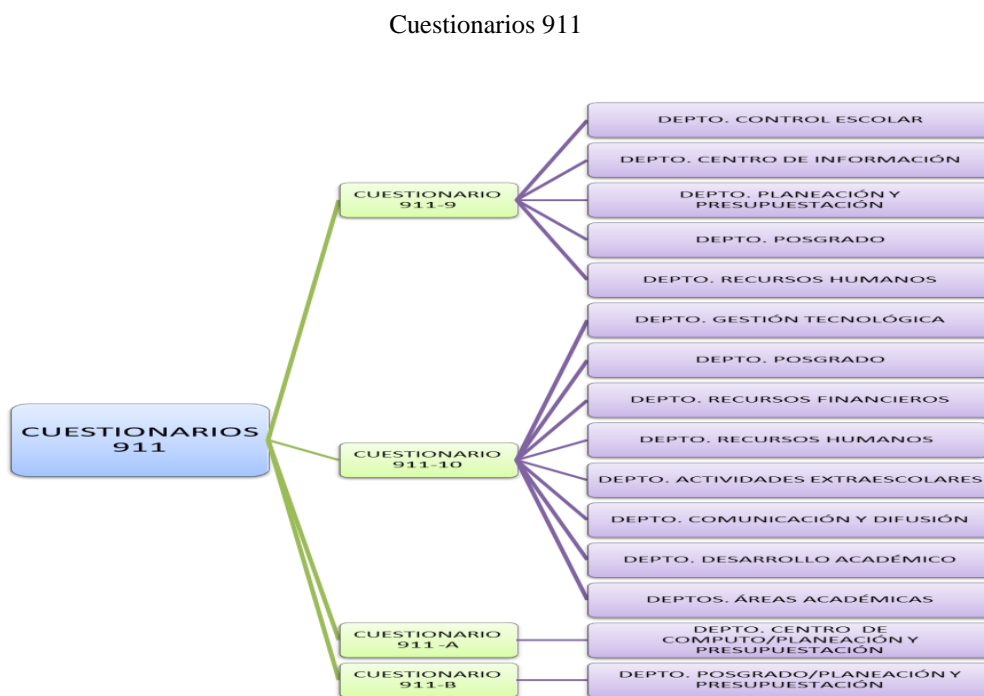 Cuestionarios 911
DEPTO. CONTROL ESCOLAR
DEPTO. CENTRO DE INFORMACIÓN
CUESTIONARIO
911-9
DEPTO. PLANEACIÓN Y
PRESUPUESTACIÓN
DEPTO. POSGRADO
DEPTO. RECURSOS HUMANOS
DEPTO. GESTIÓN TECNOLÓGICA
DEPTO. POSGRADO
DEPTO. RECURSOS FINANCIEROS
CUESTIONARIOS
911
DEPTO. RECURSOS HUMANOS
CUESTIONARIO
911-10
DEPTO. ACTIVIDADES EXTRAESCOLARES
DEPTO. COMUNICACIÓN Y DIFUSIÓN
DEPTO. DESARROLLO ACADÉMICO
DEPTOS. ÁREAS ACADÉMICAS
CUESTIONARIO
911-A
DEPTO. CENTRO DE
COMPUTO/PLANEACIÓN Y
PRESUPUESTACIÓN
CUESTIONARIO
911-B
DEPTO. POSGRADO/PLANEACIÓN Y
PRESUPUESTACIÓN